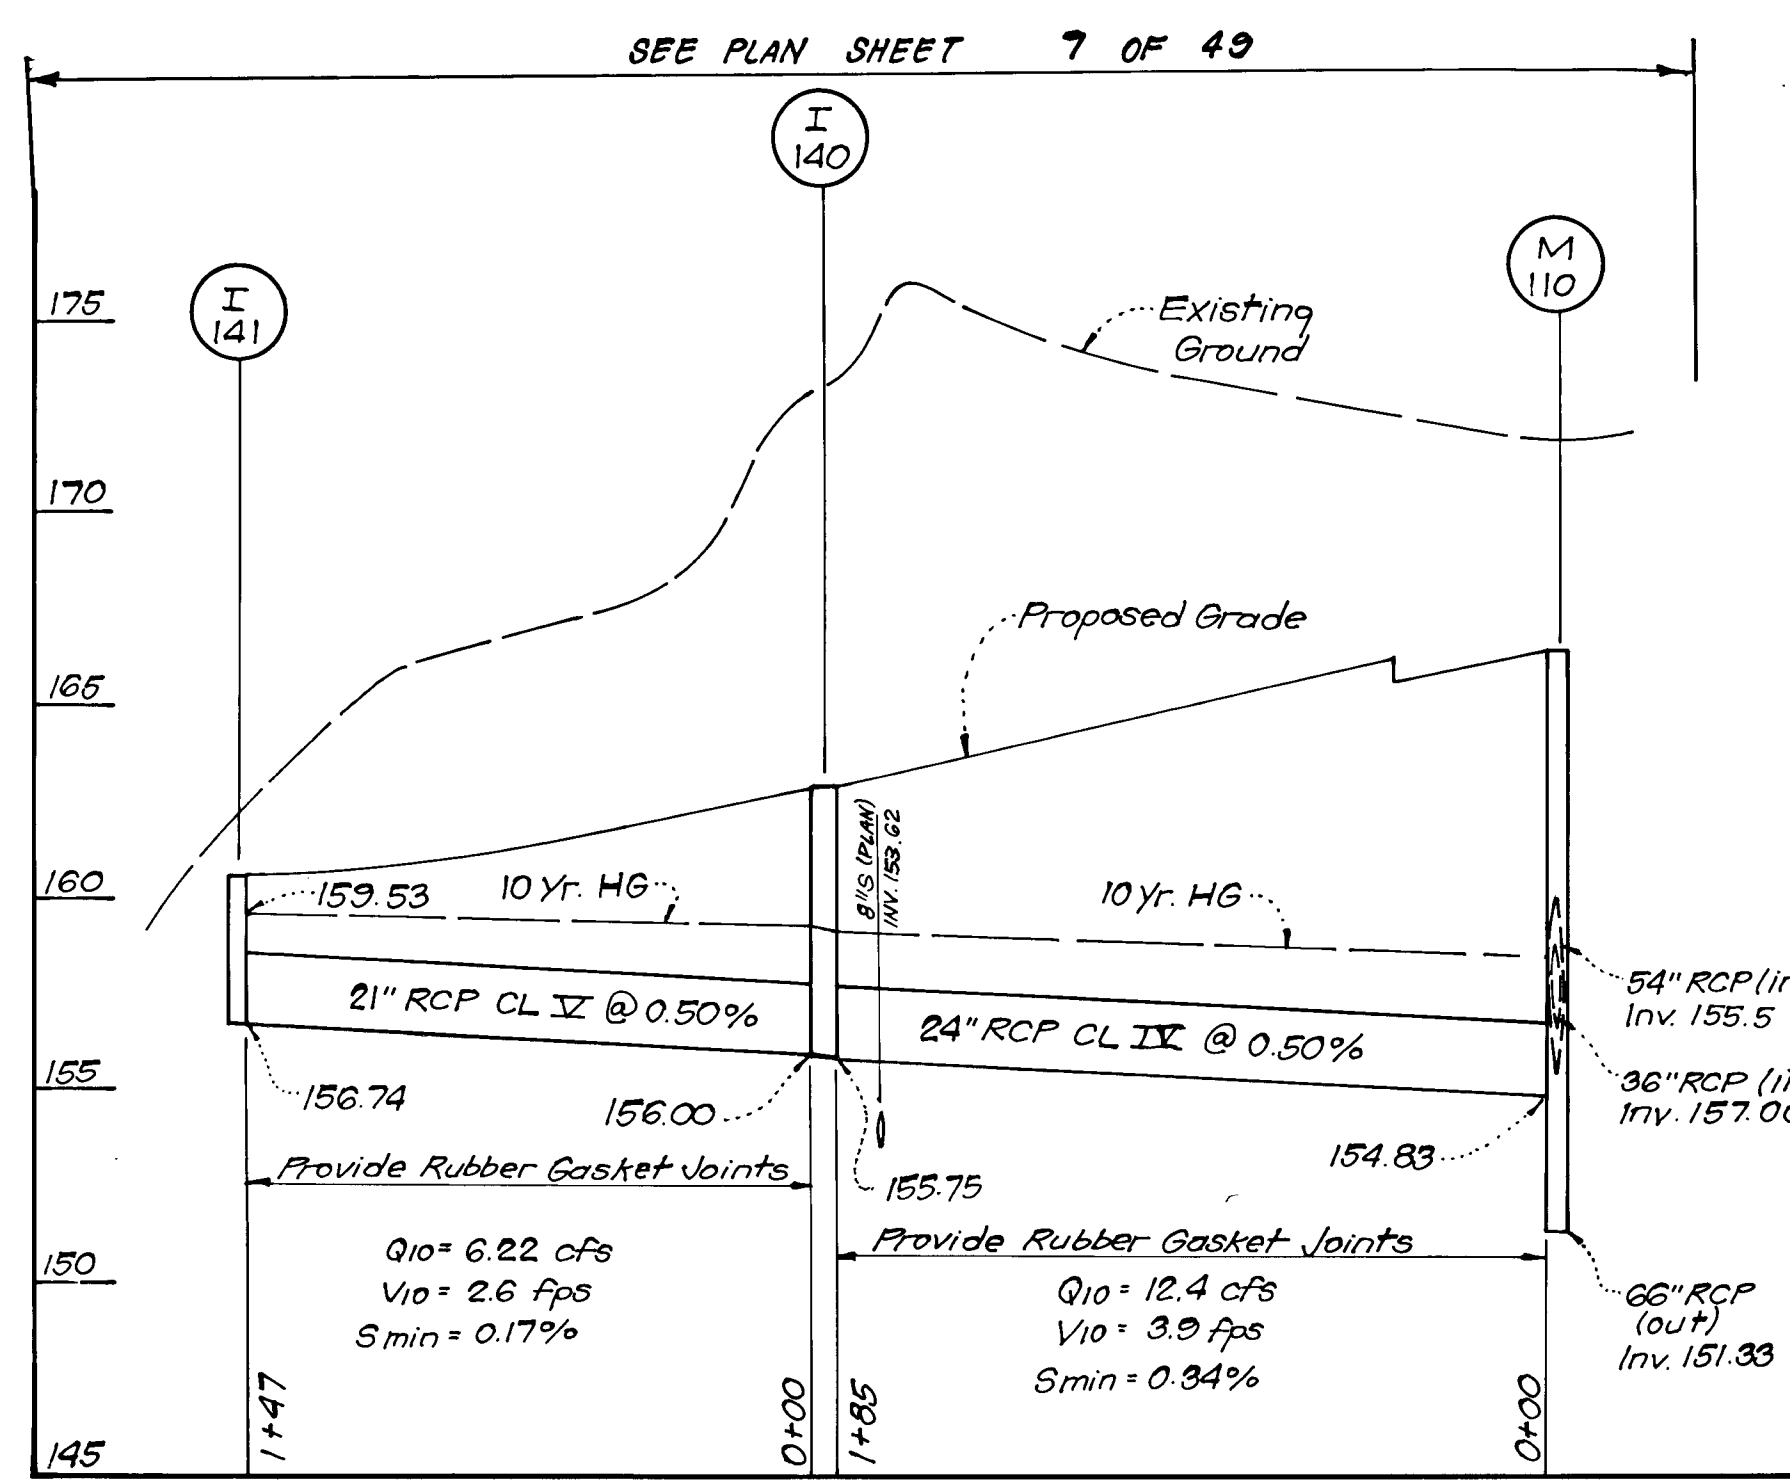 SEE PLAN SHEET 7 OF 49
I
140
I
141
M
110
175
170
165
160
155
150
145
Existing
Ground
Proposed Grade
159.53
10 Yr. HG
8"S (PLAN)
INV. 153.62
10 Yr. HG
21" RCP CL V @ 0.50%
24" RCP CL IV @ 0.50%
54" RCP (in
Inv. 155.5
36" RCP (in
Inv. 157.00
156.74
156.00
155.75
154.83
Provide Rubber Gasket Joints
Provide Rubber Gasket Joints
Q10 = 6.22 cfs
V10 = 2.6 fps
Smin = 0.17%
Q10 = 12.4 cfs
V10 = 3.9 fps
Smin = 0.34%
66" RCP
(out)
Inv. 151.33
1+47
0+00
1+85
0+00